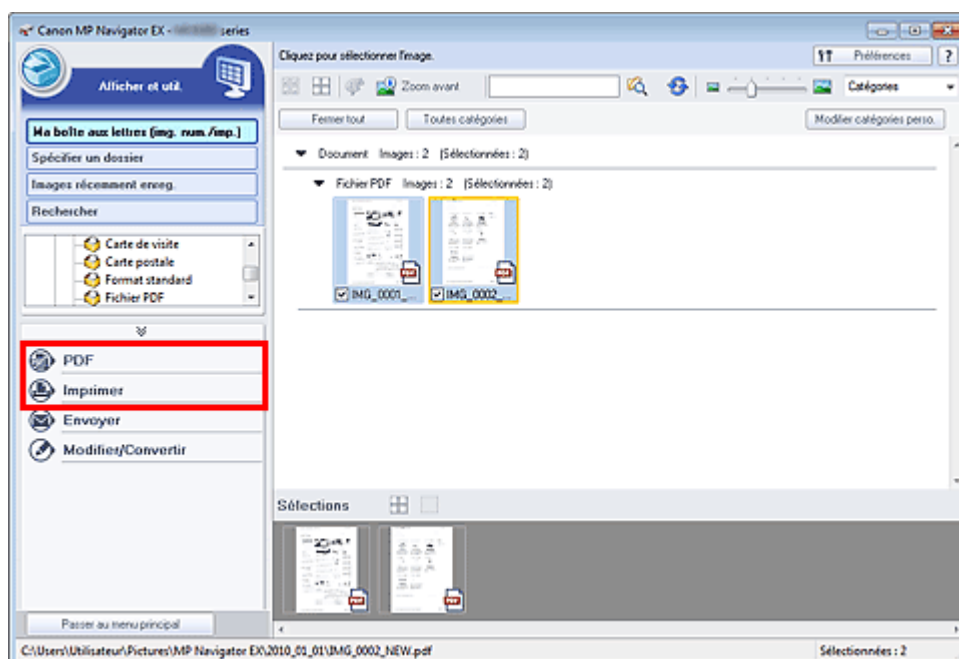 Canon MP Navigator EX - series
Cliquez pour sélectionner l'image.
Préférences
?
Afficher et util.
Zoom avant
Catégories
Fermer tout
Toutes catégories
Modifier catégories perso.
Ma boîte aux lettres (img. num./imp.)
Spécifier un dossier
Images récemment enreg.
Rechercher
Carte de visite
Carte postale
Format standard
Fichier PDF
Document Images : 2 (Sélectionnées : 2)
Fichier PDF Images : 2 (Sélectionnées : 2)
PDF
PDF
IMG_0001_...
IMG_0002_...
PDF
Imprimer
Envoyer
Modifier/Convertir
Sélections
PDF
PDF
Passer au menu principal
C:\Users\Utilisateur\Pictures\MP Navigator EX\2010_01_01\IMG_0002_NEW.pdf
Sélectionnées : 2